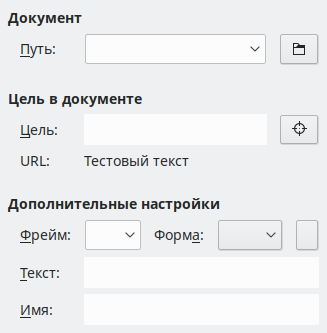 Документ
Путь:
Цель в документе
Цель:
URL: Тестовый текст
Дополнительные настройки
Фрейм: Форма:
Текст:
Имя: